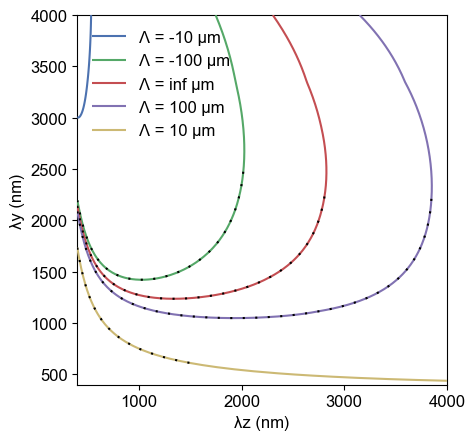 4000
3500
3000
2500
2000
1500
1000
500
λy (nm)
Λ = -10 μm
Λ = -100 μm
Λ = inf μm
Λ = 100 μm
Λ = 10 μm
1000 2000 3000 4000
λz (nm)